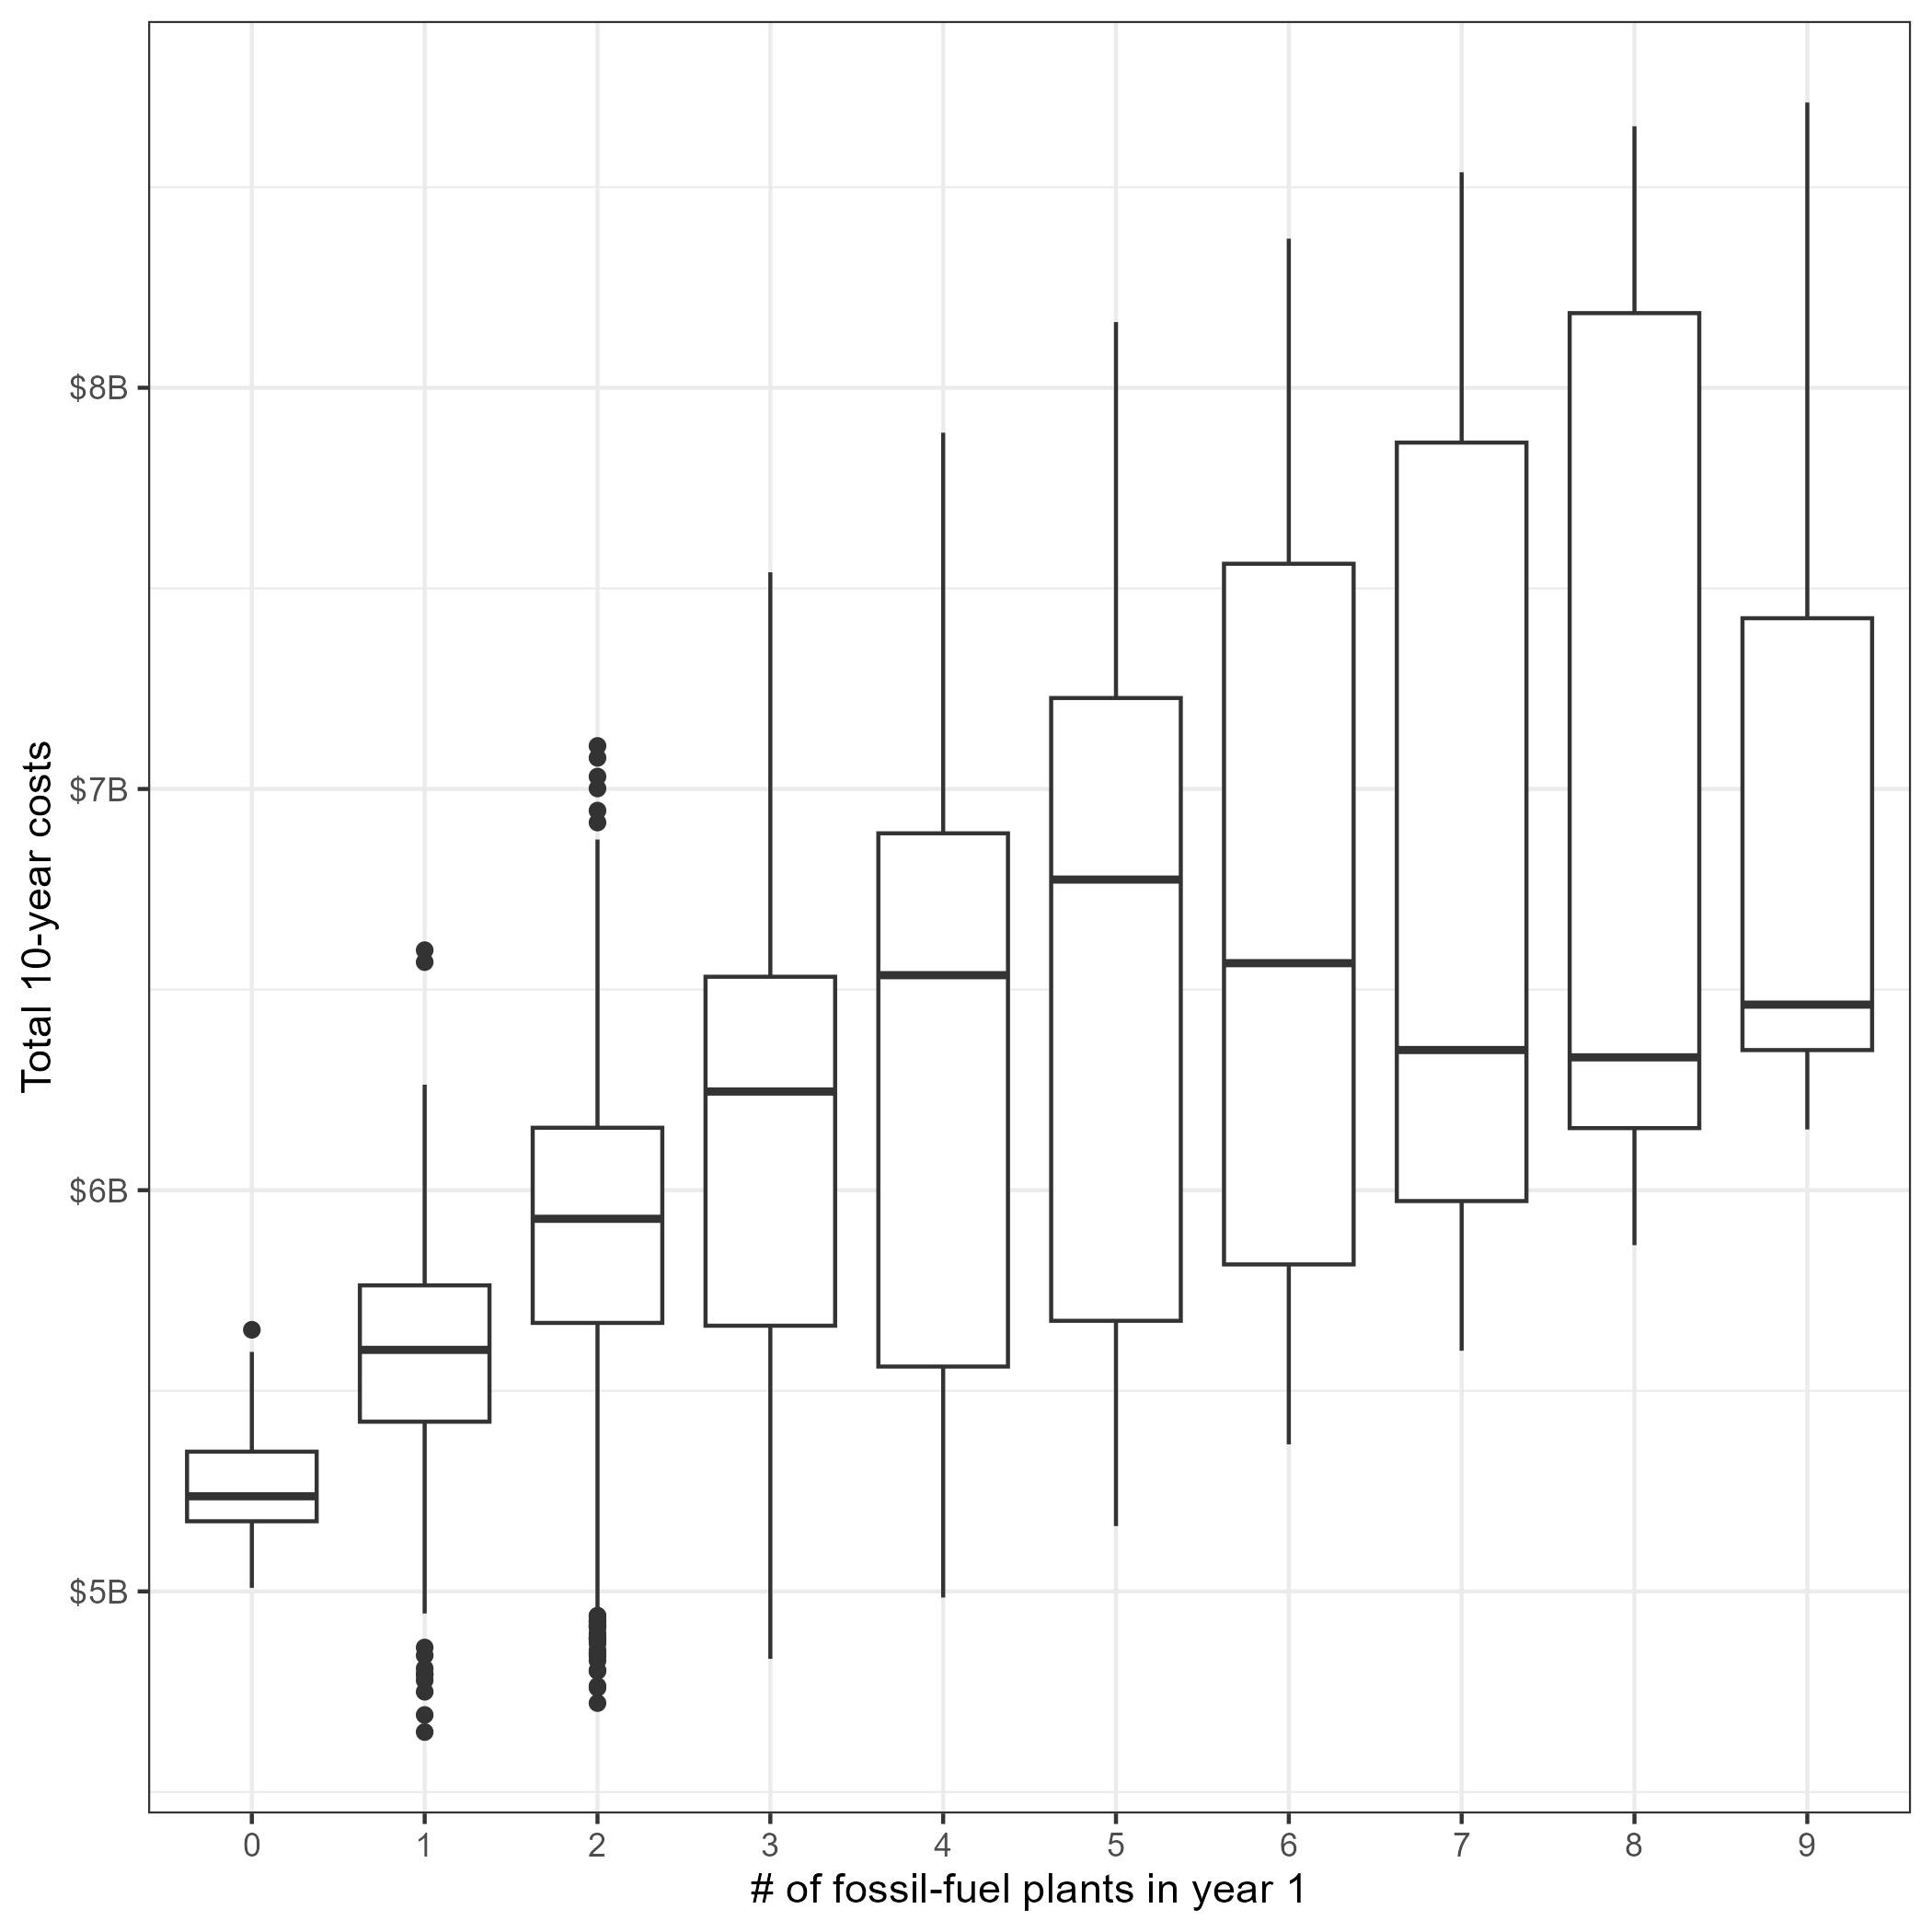 Total 10-year costs
$8B
$7B
$6B
$5B
0 1 2 3 4 5 6 7 8 9
# of fossil-fuel plants in year 1